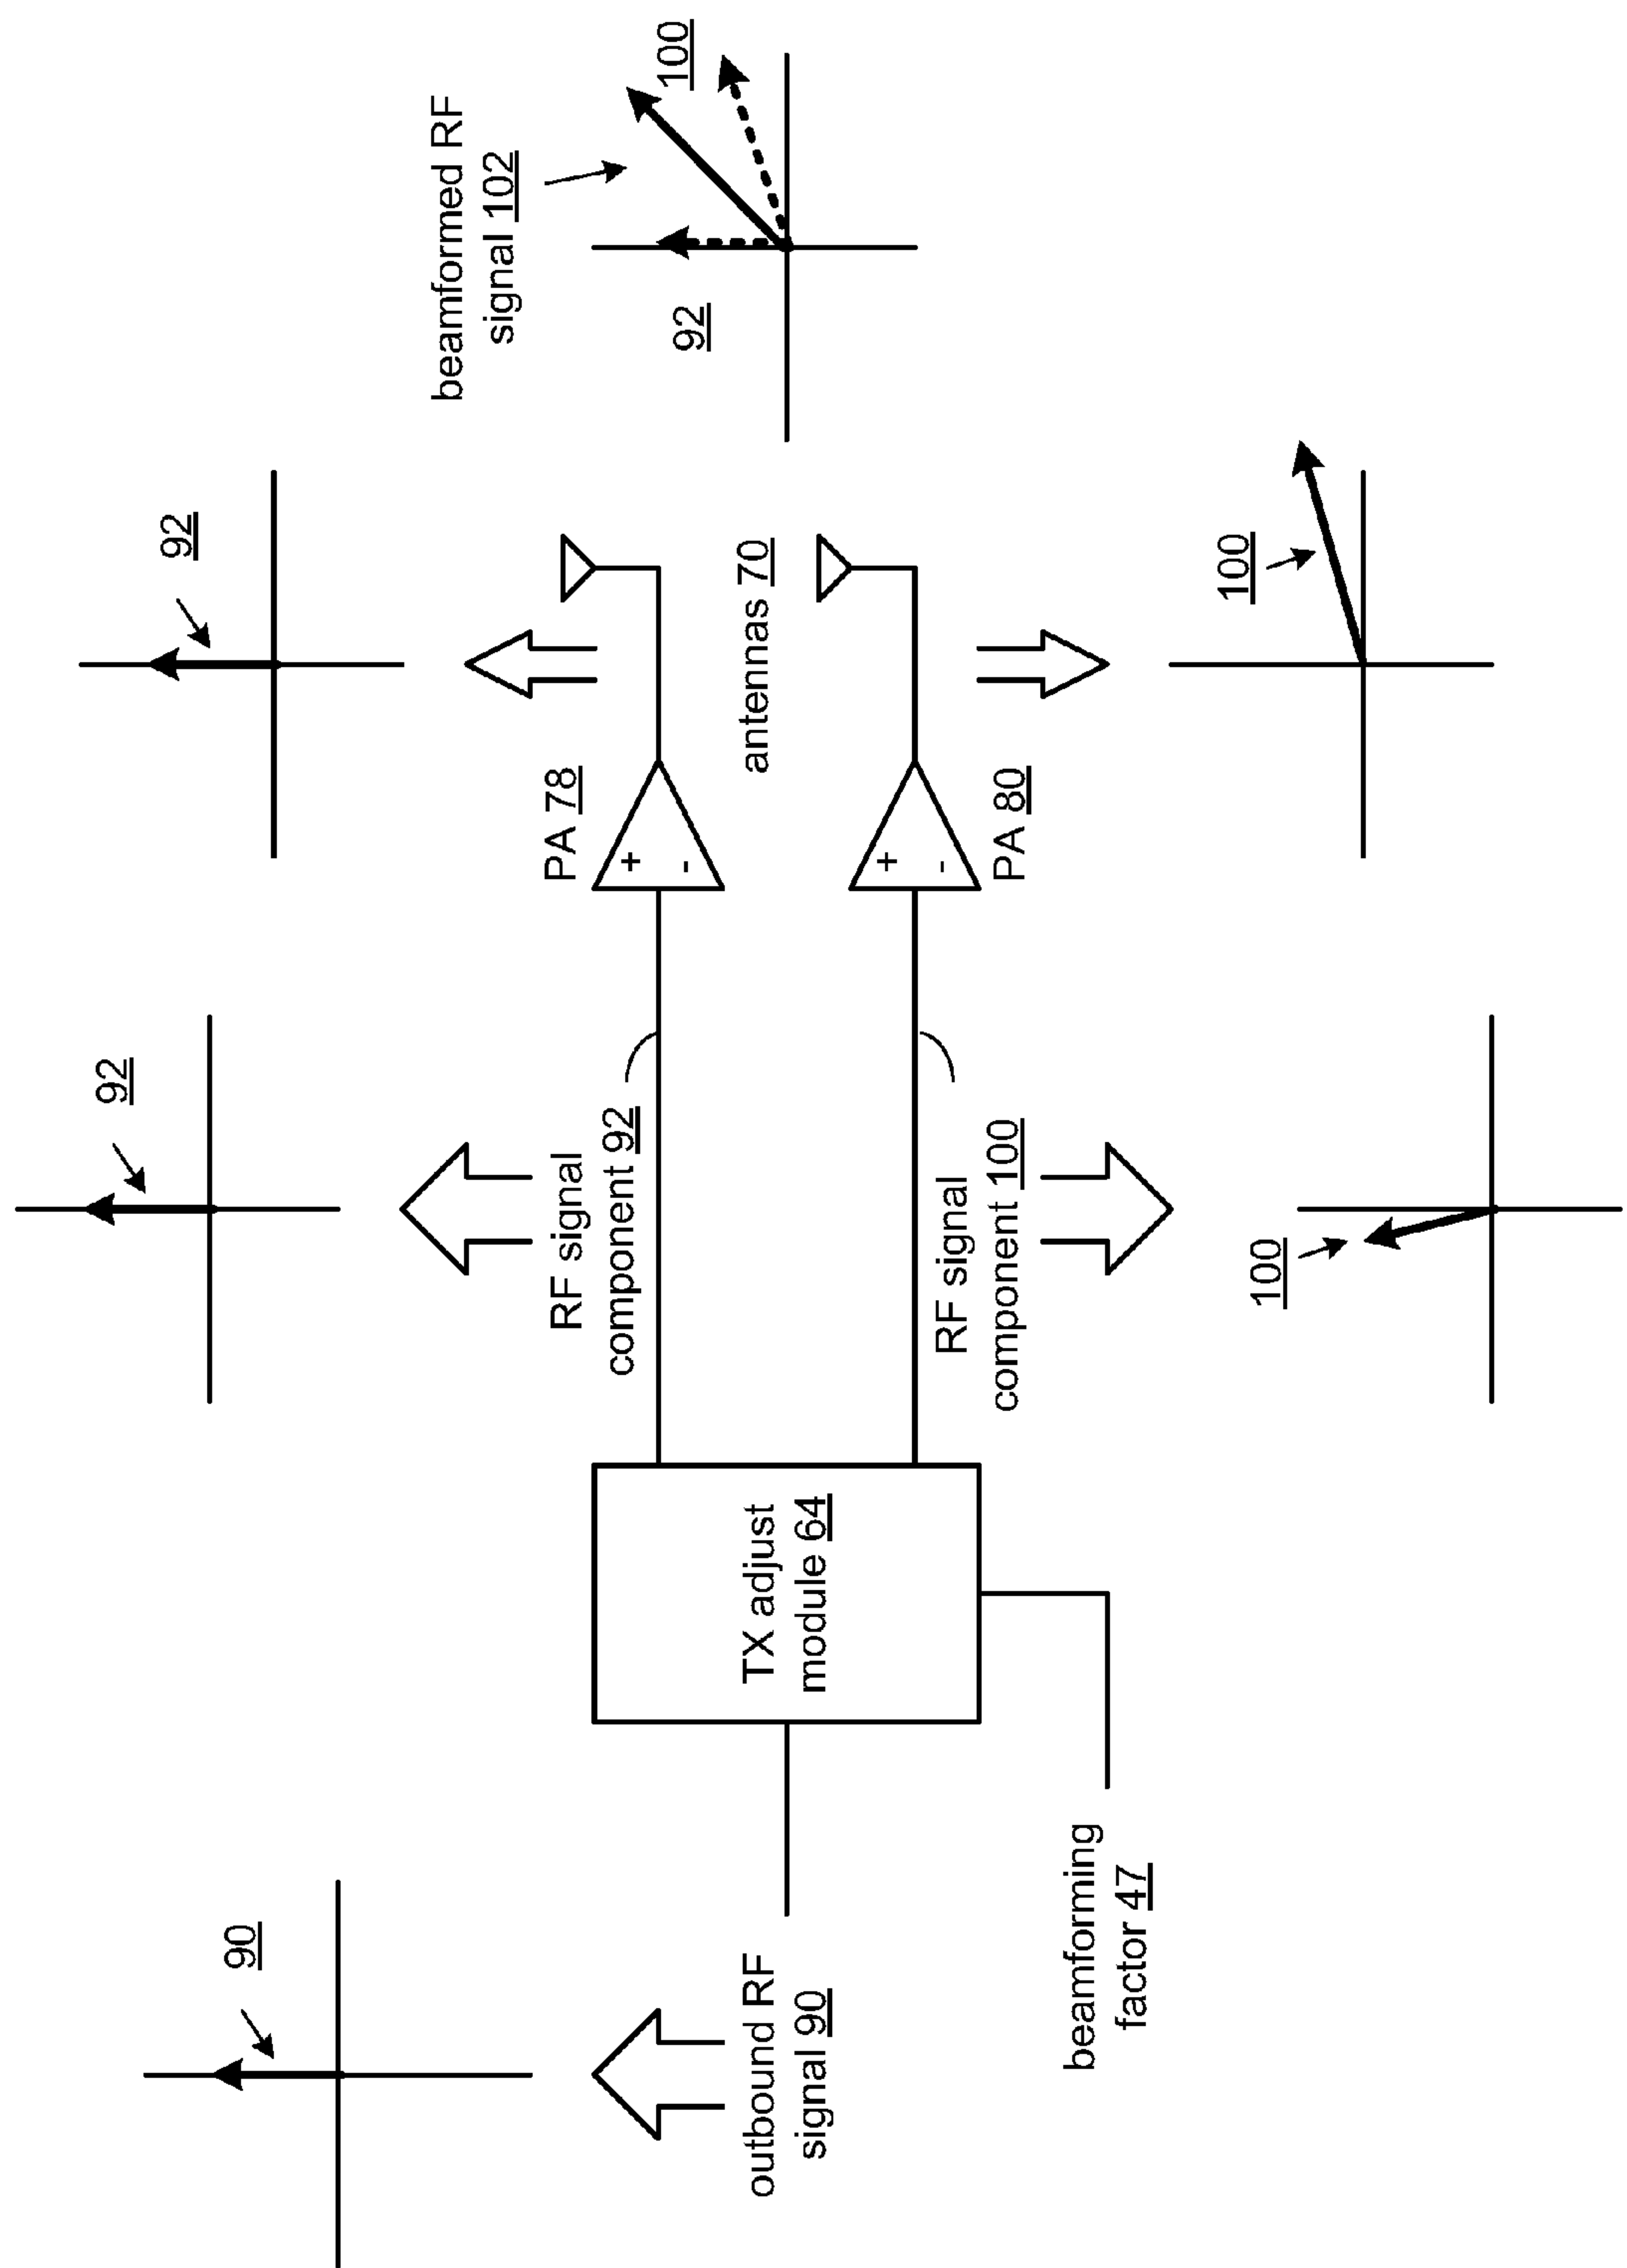 90
outbound RF
signal 90
beamforming
factor 47
TX adjust
module 64
92
RF signal
component 92
RF signal
component 100
100
92
PA 78
+
-
antennas 70
+
-
PA 80
100
beamformed RF
signal 102
100
92